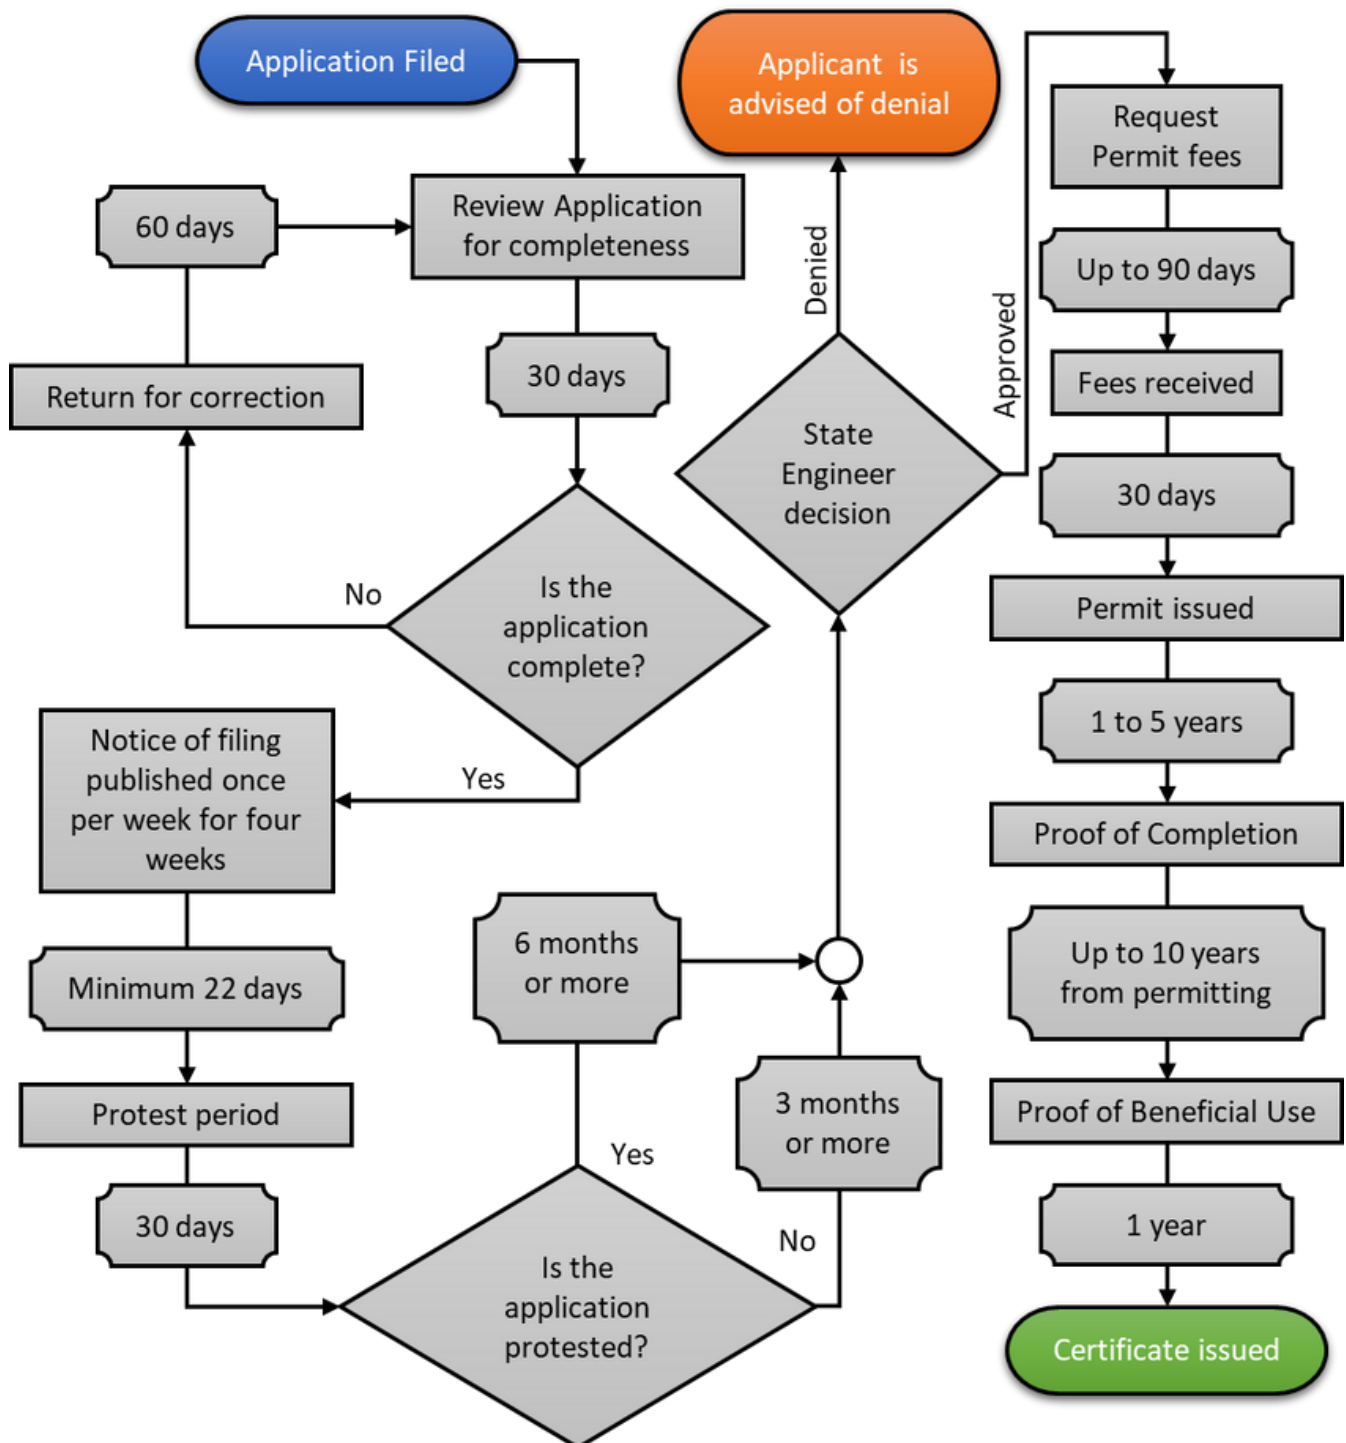 Application Filed
Review Application
for completeness
60 days
30 days
Return for correction
Is the
application
complete?
No
Yes
Notice of filing
published once
per week for four
weeks
Minimum 22 days
Protest period
30 days
Is the
application
protested?
Yes
No
6 months
or more
3 months
or more
State
Engineer
decision
Denied
Approved
Applicant is
advised of denial
Request
Permit fees
Up to 90 days
Fees received
30 days
Permit issued
1 to 5 years
Proof of Completion
Up to 10 years
from permitting
Proof of Beneficial Use
1 year
Certificate issued